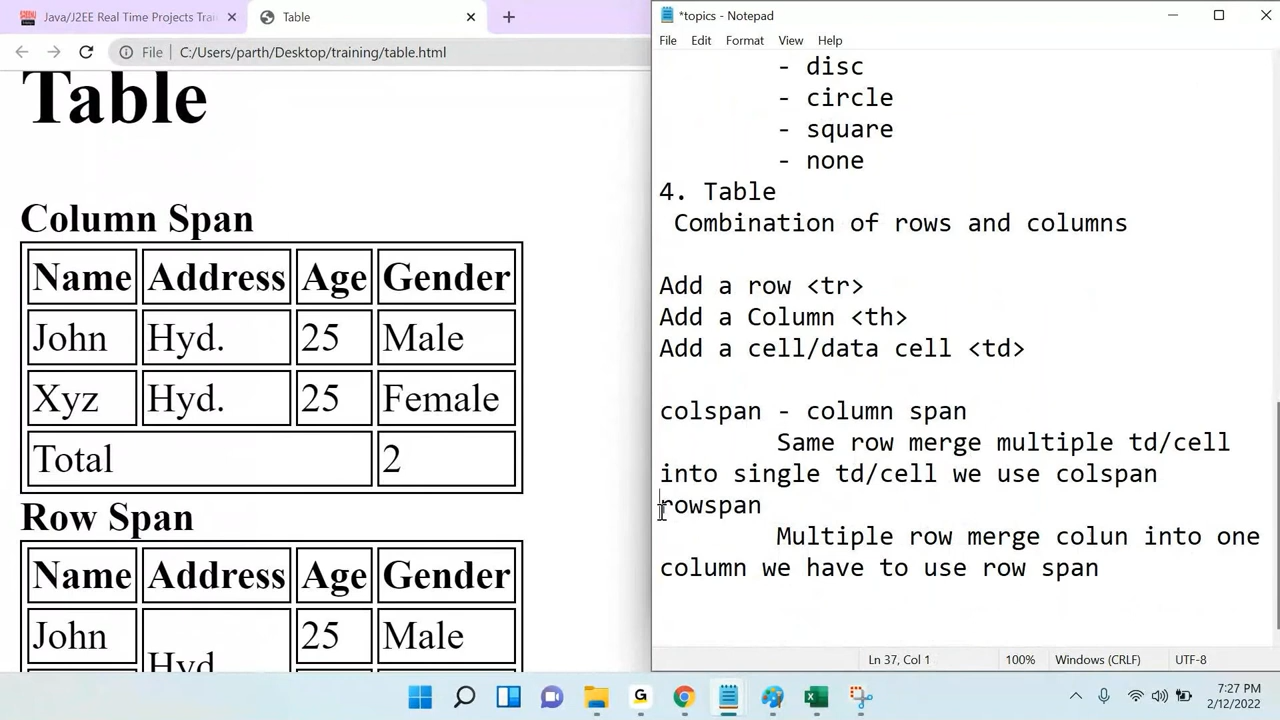 Java/J2EE Real Time Projects Trai
Table
File
C:/Users/parth/Desktop/training/table.html
Table
Column Span
Name Address Age Gender
John Hyd. 25 Male
Xyz Hyd. 25 Female
Total 2
Row Span
Name Address Age Gender
John Hyd. 25 Male
*topics - Notepad
File Edit Format View Help
- disc
- circle
- square
- none
4. Table
Combination of rows and columns
Add a row <tr>
Add a Column <th>
Add a cell/data cell <td>
colspan - column span
Same row merge multiple td/cell
into single td/cell we use colspan
rowspan
Multiple row merge colun into one
column we have to use row span
Ln 37, Col 1 100% Windows (CRLF) UTF-8
7:27 PM
2/12/2022